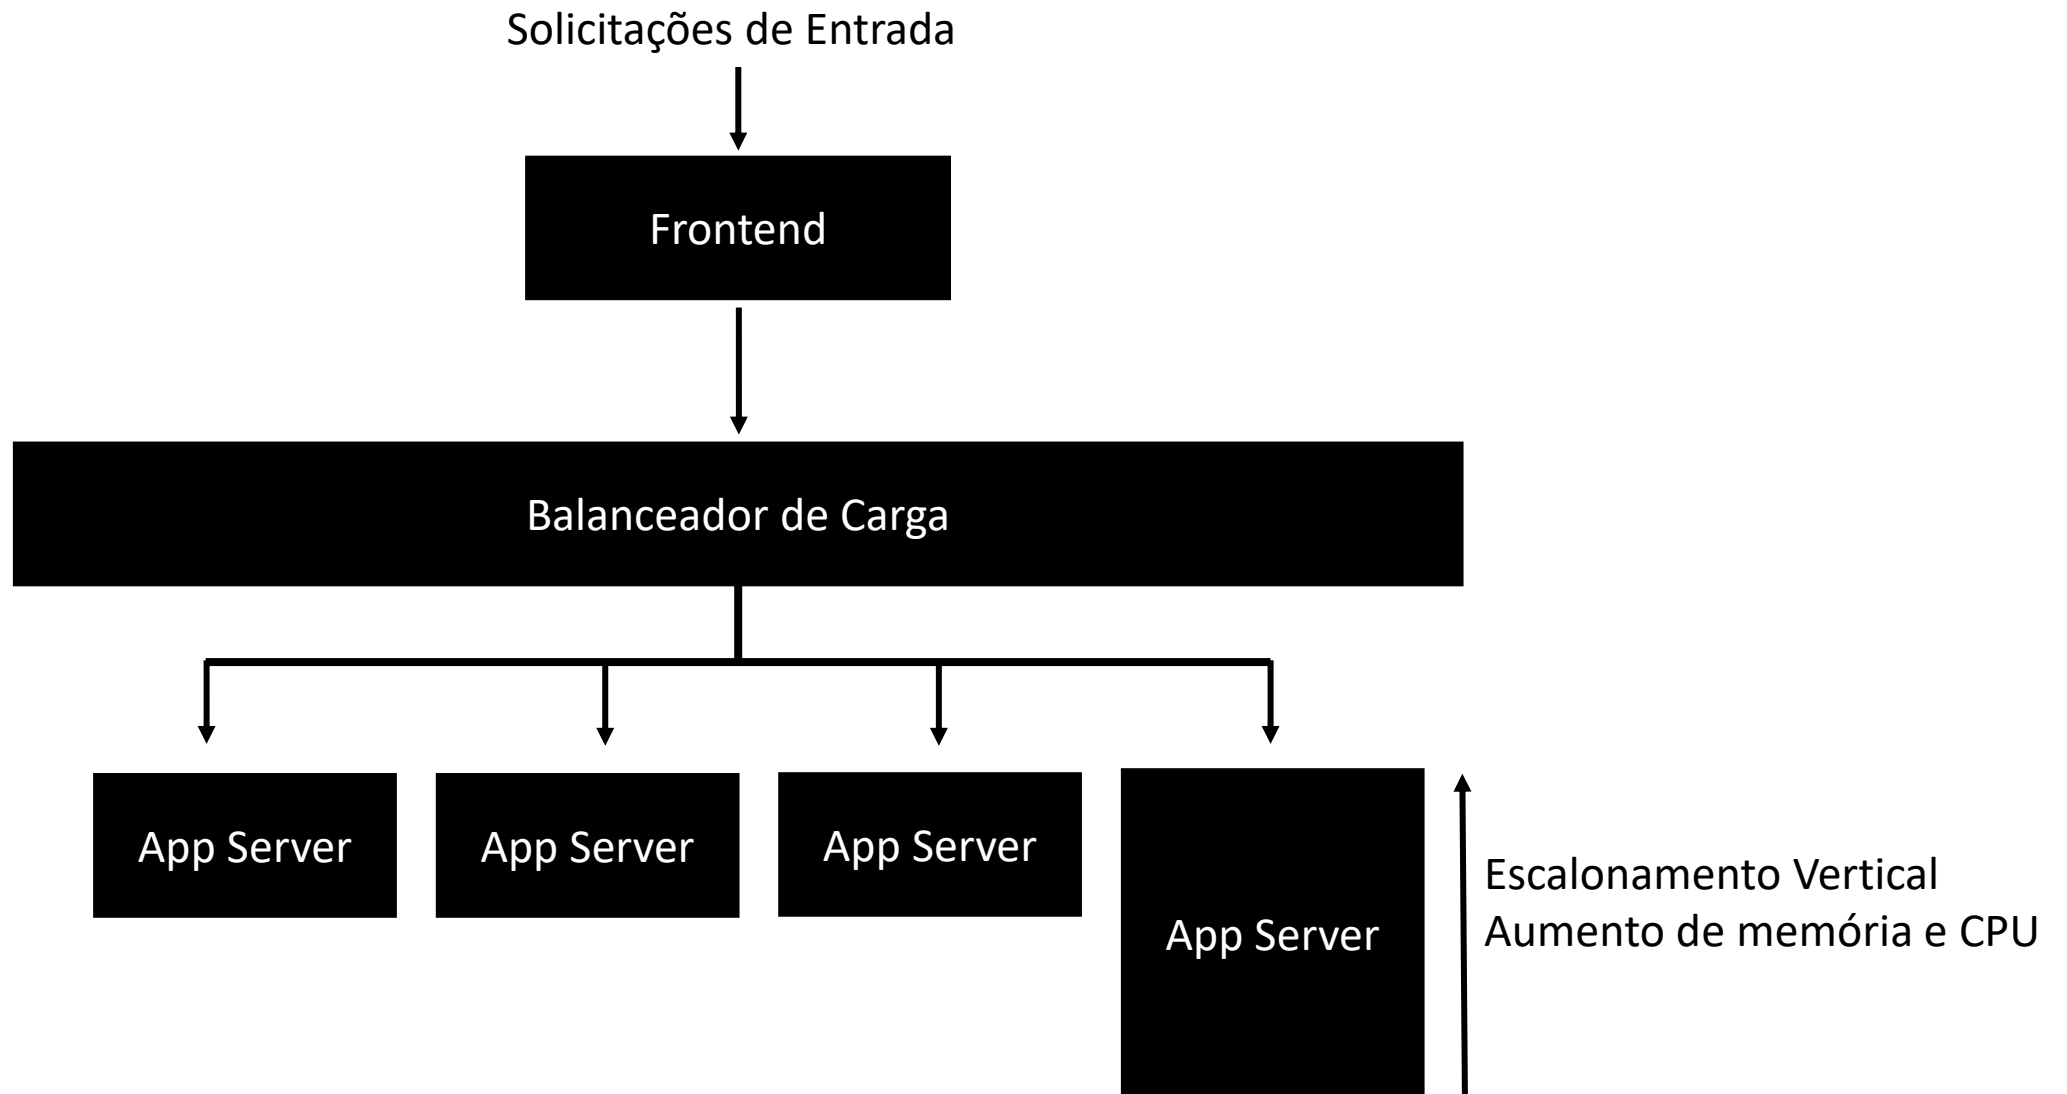 Solicitações de Entrada
Frontend
Balanceador de Carga
App Server
App Server
App Server
App Server
Escalonamento Vertical
Aumento de memória e CPU